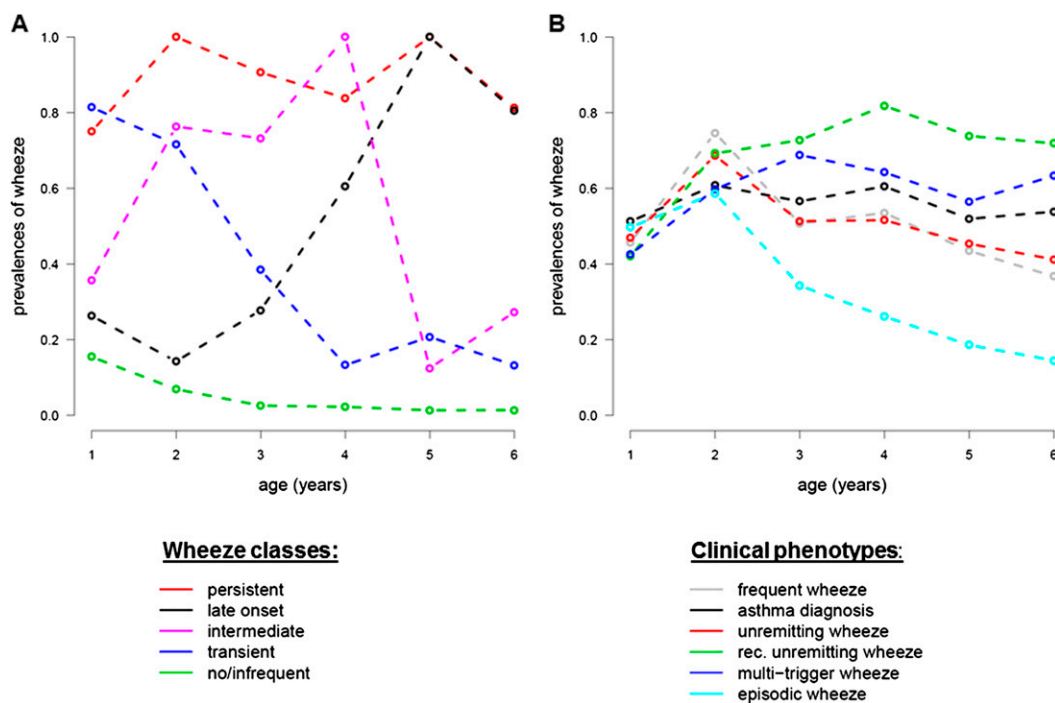 A
B
prevalences of wheeze
1.0
0.8
0.6
0.4
0.2
0.0
1 2 3 4 5 6
age (years)
prevalences of wheeze
1.0
0.8
0.6
0.4
0.2
0.0
1 2 3 4 5 6
age (years)
Wheeze classes:
persistent
late onset
intermediate
transient
no/infrequent
Clinical phenotypes:
frequent wheeze
asthma diagnosis
unremitting wheeze
rec. unremitting wheeze
multi-trigger wheeze
episodic wheeze